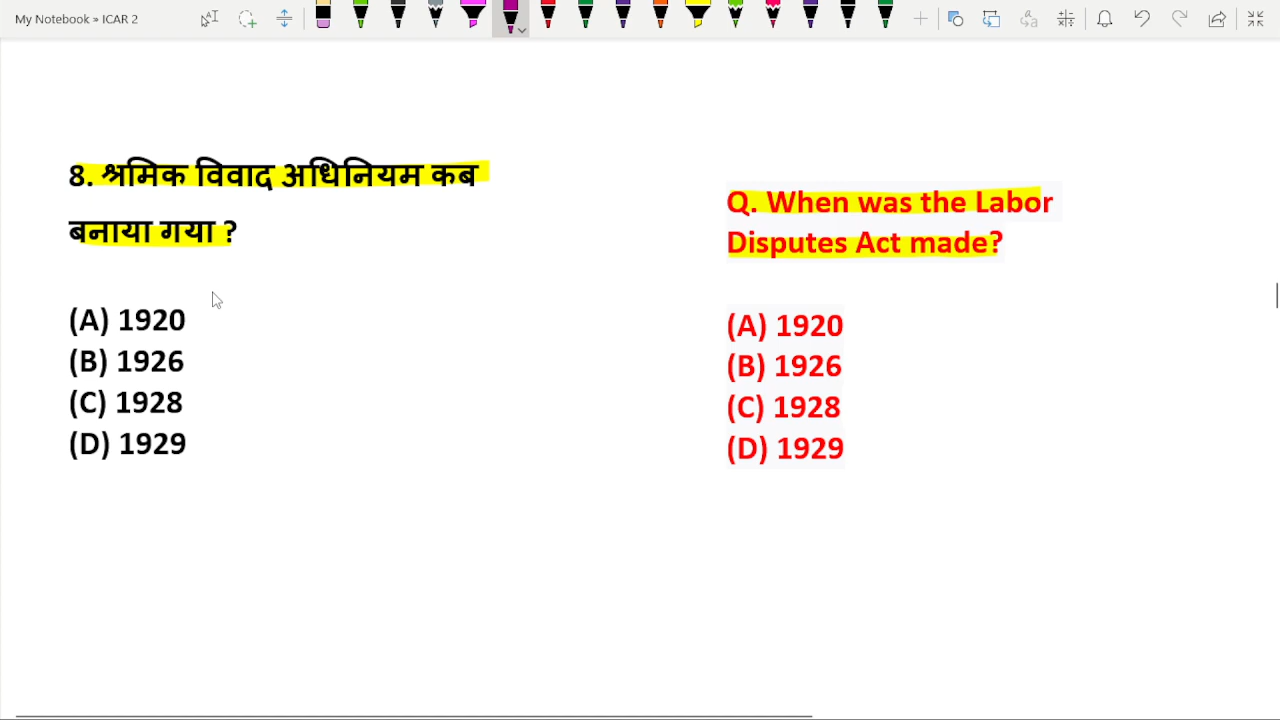 My Notebook » ICAR 2
8. श्रमिक विवाद अधिनियम कब
बनाया गया ?
(A) 1920
(B) 1926
(C) 1928
(D) 1929
Q. When was the Labor
Disputes Act made?
(A) 1920
(B) 1926
(C) 1928
(D) 1929